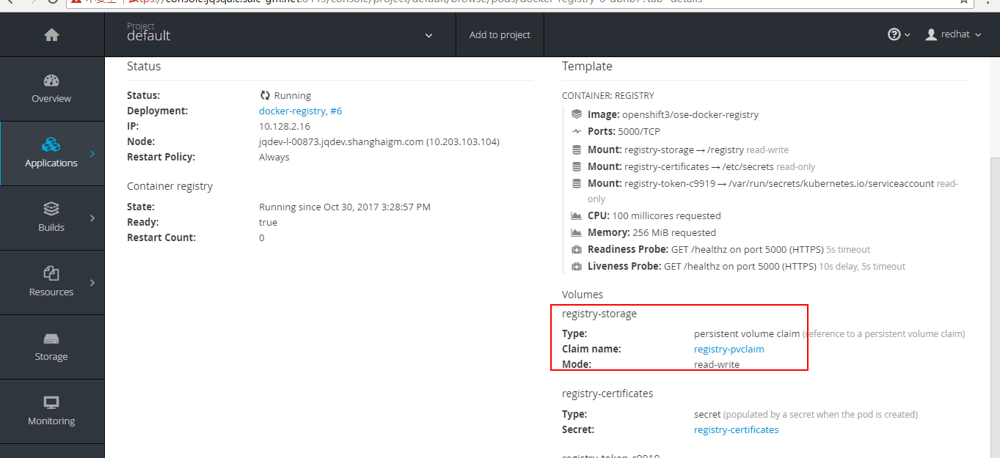 Project
default
Add to project
redhat
Overview
Applications
Builds
Resources
Storage
Monitoring
Status
Status: Running
Deployment: docker-registry, #6
IP: 10.128.2.16
Node: jqdev-l-00873.jqdev.shanghaigm.com (10.203.103.104)
Restart Policy: Always
Container registry
State: Running since Oct 30, 2017 3:28:57 PM
Ready: true
Restart Count: 0
Template
CONTAINER: REGISTRY
Image: openshift3/ose-docker-registry
Ports: 5000/TCP
Mount: registry-storage → /registry read-write
Mount: registry-certificates → /etc/secrets read-only
Mount: registry-token-c9919 → /var/run/secrets/kubernetes.io/serviceaccount read-
only
CPU: 100 millicores requested
Memory: 256 MiB requested
Readiness Probe: GET /healthz on port 5000 (HTTPS) 5s timeout
Liveness Probe: GET /healthz on port 5000 (HTTPS) 10s delay, 5s timeout
Volumes
registry-storage
Type: persistent volume claim (reference to a persistent volume claim)
Claim name: registry-pvclaim
Mode: read-write
registry-certificates
Type: secret (populated by a secret when the pod is created)
Secret: registry-certificates